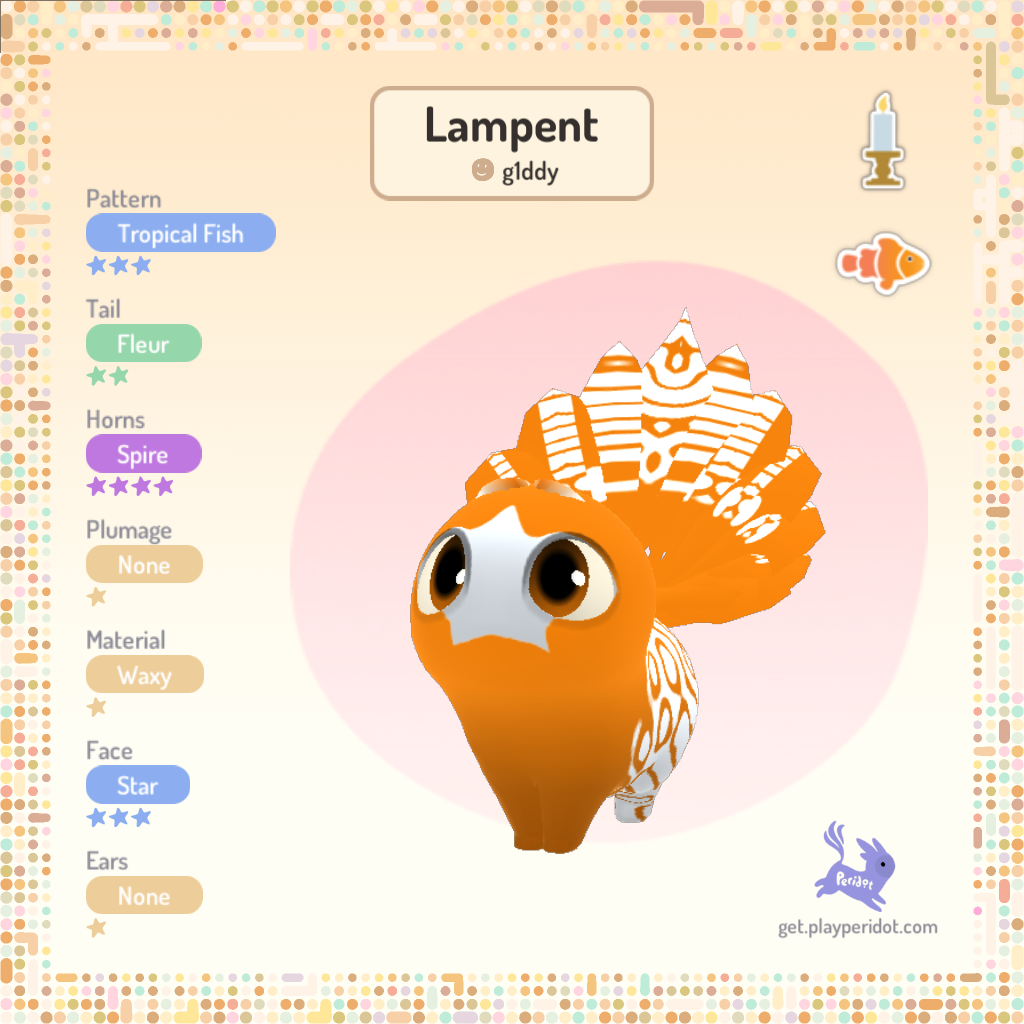 Lampent
g1ddy
Pattern
Tropical Fish
Tail
Fleur
Horns
Spire
Plumage
None
Material
Waxy
Face
Star
Ears
None
Peridot
get.playperidot.com